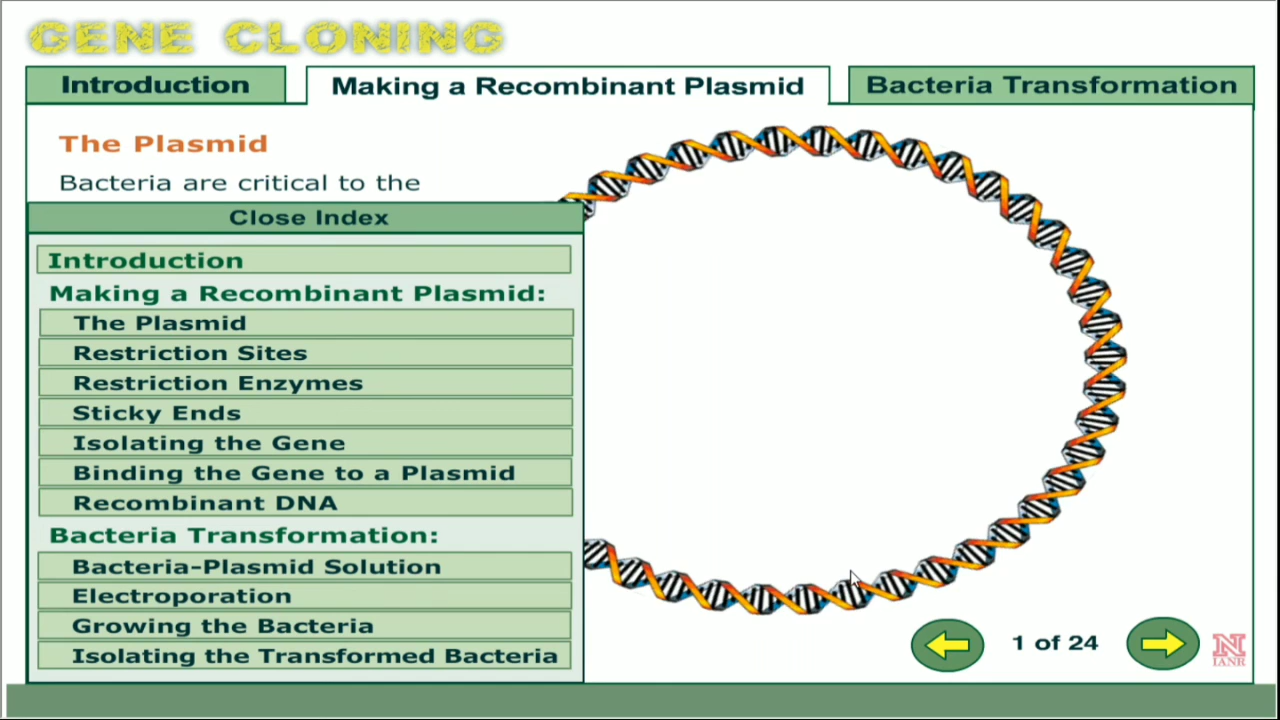 GENE CLONING
Introduction
Making a Recombinant Plasmid
Bacteria Transformation
The Plasmid
Bacteria are critical to the
Close Index
Introduction
Making a Recombinant Plasmid:
The Plasmid
Restriction Sites
Restriction Enzymes
Sticky Ends
Isolating the Gene
Binding the Gene to a Plasmid
Recombinant DNA
Bacteria Transformation:
Bacteria-Plasmid Solution
Electroporation
Growing the Bacteria
Isolating the Transformed Bacteria
1 of 24
N
IANR